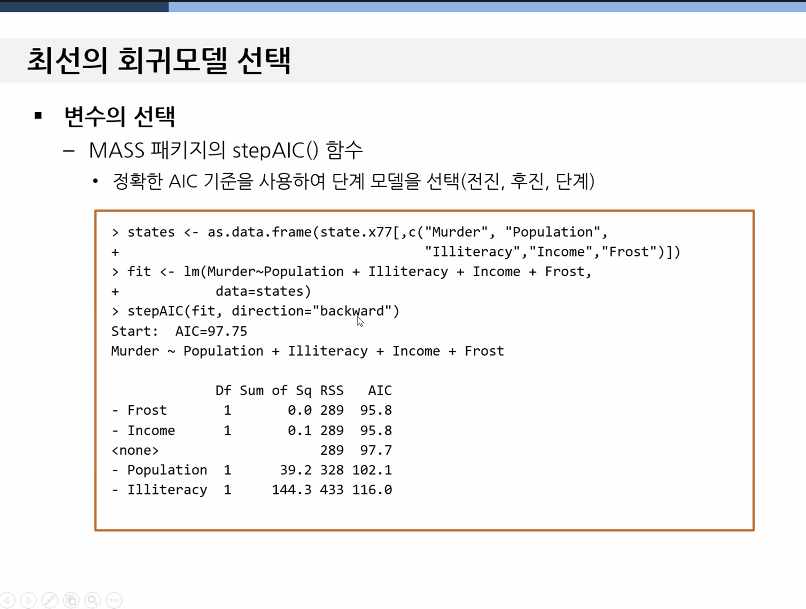 최선의 회귀모델 선택
▪ 변수의 선택
– MASS 패키지의 stepAIC() 함수
• 정확한 AIC 기준을 사용하여 단계 모델을 선택(전진, 후진, 단계)
> states <- as.data.frame(state.x77[,c("Murder", "Population",
+                                      "Illiteracy","Income","Frost")])
> fit <- lm(Murder~Population + Illiteracy + Income + Frost,
+            data=states)
> stepAIC(fit, direction="backward")
Start:  AIC=97.75
Murder ~ Population + Illiteracy + Income + Frost
             Df Sum of Sq RSS   AIC
- Frost       1       0.0 289  95.8
- Income      1       0.1 289  95.8
<none>                    289  97.7
- Population  1      39.2 328 102.1
- Illiteracy  1     144.3 433 116.0